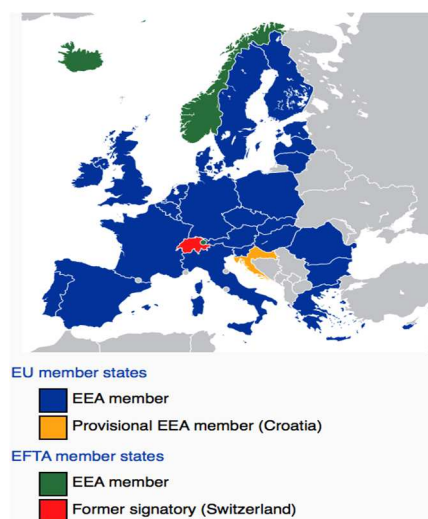 EU member states
EEA member
Provisional EEA member (Croatia)
EFTA member states
EEA member
Former signatory (Switzerland)